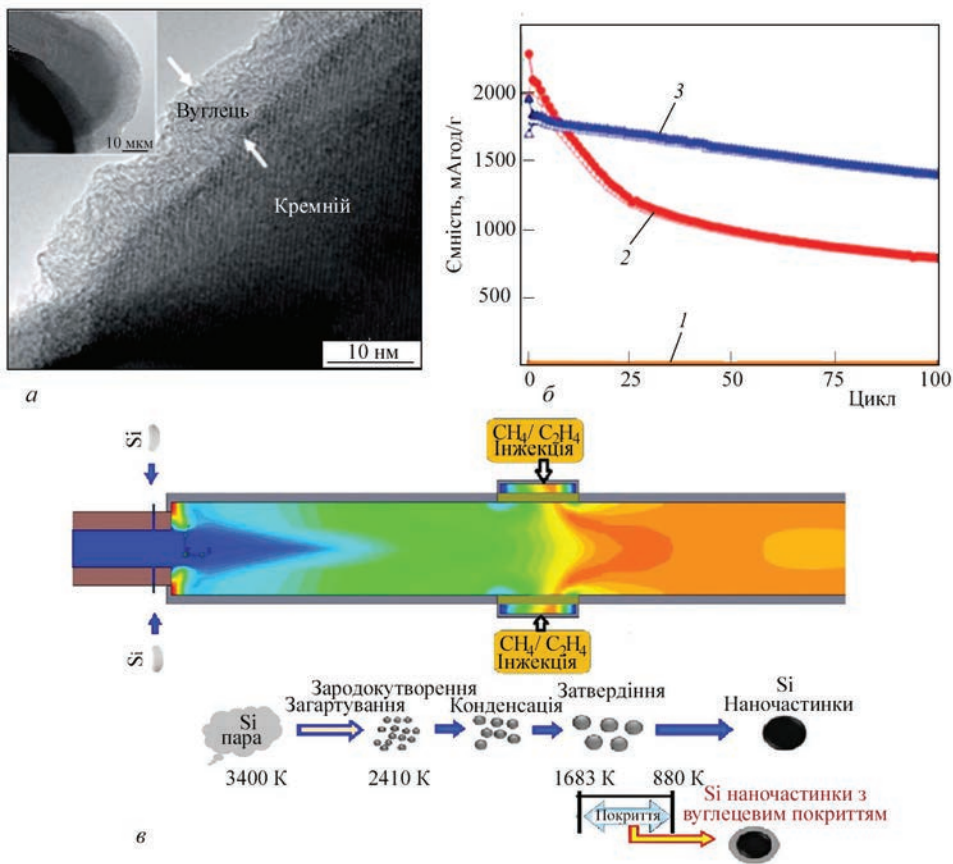 10 мкм
Вуглець
Кремній
10 нм
а
Ємність, мАгод/г
2000
1500
1000
500
3
2
1
0
25
50
75
100
Цикл
б
Si
CH4/ C2H4
Інжекція
Si
CH4/ C2H4
Інжекція
Зародокутворення
Загартування
Конденсація
Затвердіння
Si
Наночастинки
Si
пара
3400 К
2410 К
1683 К
880 К
Покриття
Si наночастинки з
вуглецевим покриттям
в